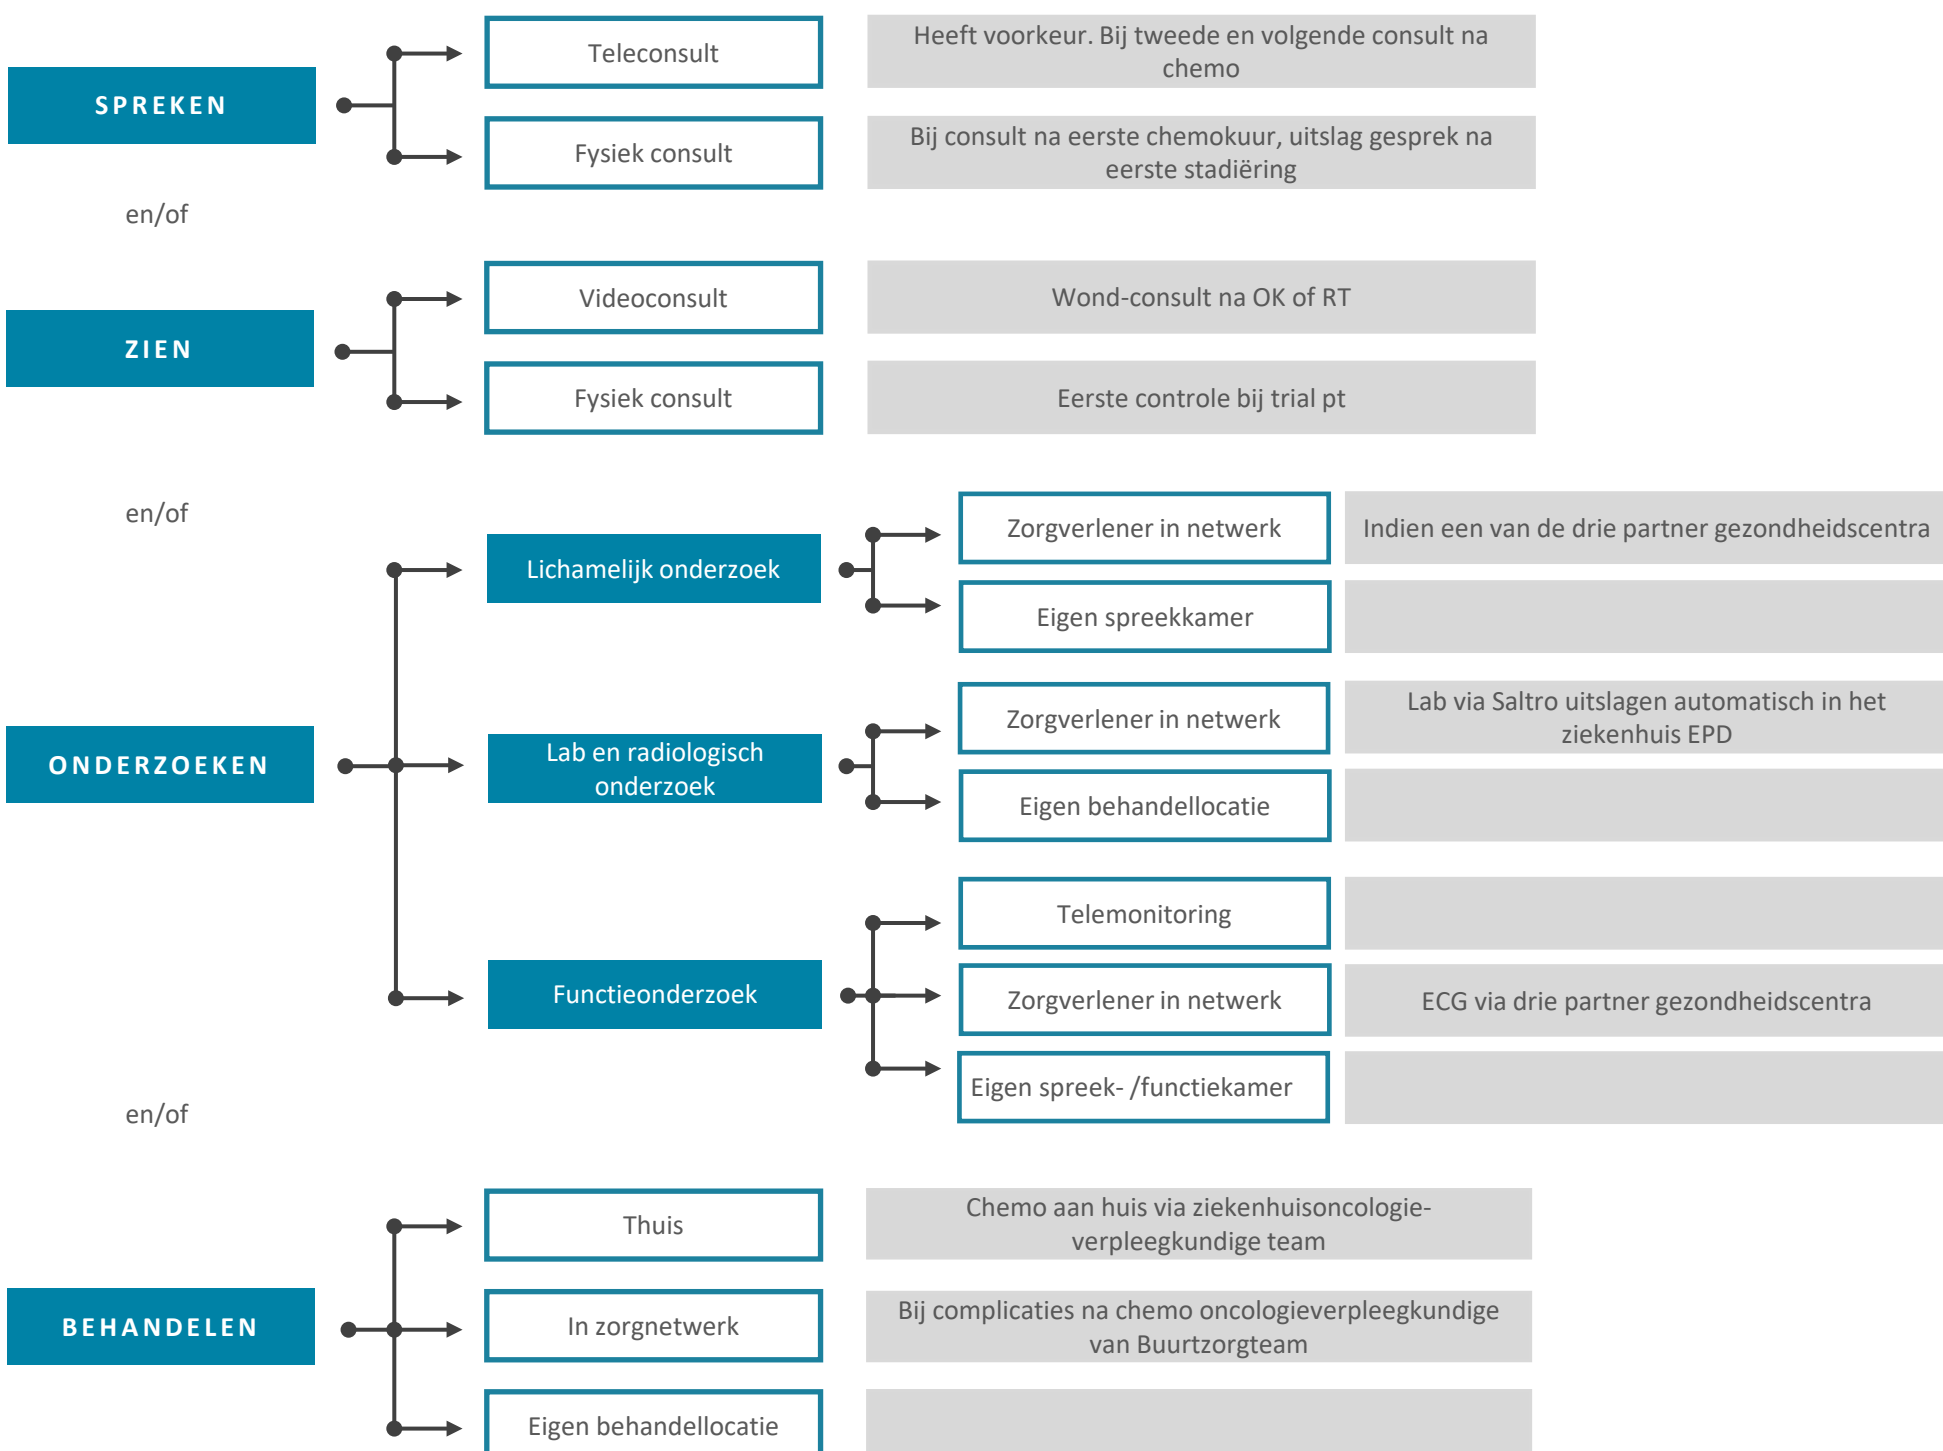 SPREKEN
Teleconsult
Heeft voorkeur. Bij tweede en volgende consult na
chemo
Fysiek consult
Bij consult na eerste chemokuur, uitslag gesprek na
eerste stadiëring
en/of
ZIEN
Videoconsult
Wond-consult na OK of RT
Fysiek consult
Eerste controle bij trial pt
en/of
ONDERZOEKEN
Lichamelijk onderzoek
Zorgverlener in netwerk
Indien een van de drie partner gezondheidscentra
Eigen spreekkamer
Lab en radiologisch
onderzoek
Zorgverlener in netwerk
Lab via Saltro uitslagen automatisch in het
ziekenhuis EPD
Eigen behandellocatie
Functieonderzoek
Telemonitoring
Zorgverlener in netwerk
ECG via drie partner gezondheidscentra
Eigen spreek- /functiekamer
en/of
BEHANDELEN
Thuis
Chemo aan huis via ziekenhuisoncologie-
verpleegkundige team
In zorgnetwerk
Bij complicaties na chemo oncologieverpleegkundige
van Buurtzorgteam
Eigen behandellocatie